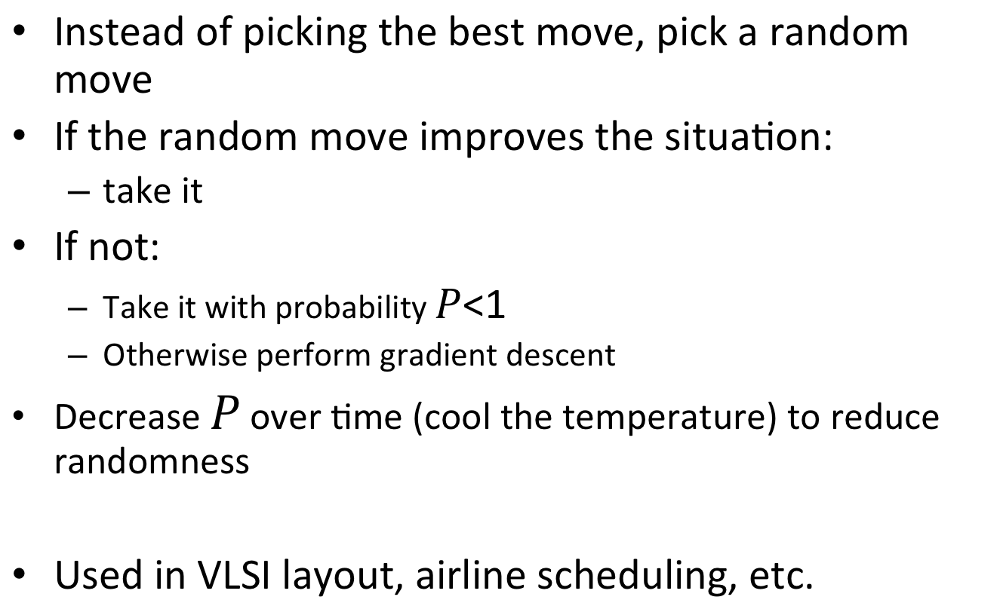 • Instead of picking the best move, pick a random
move
• If the random move improves the situation:
– take it
• If not:
– Take it with probability P<1
– Otherwise perform gradient descent
• Decrease P over time (cool the temperature) to reduce
randomness
• Used in VLSI layout, airline scheduling, etc.